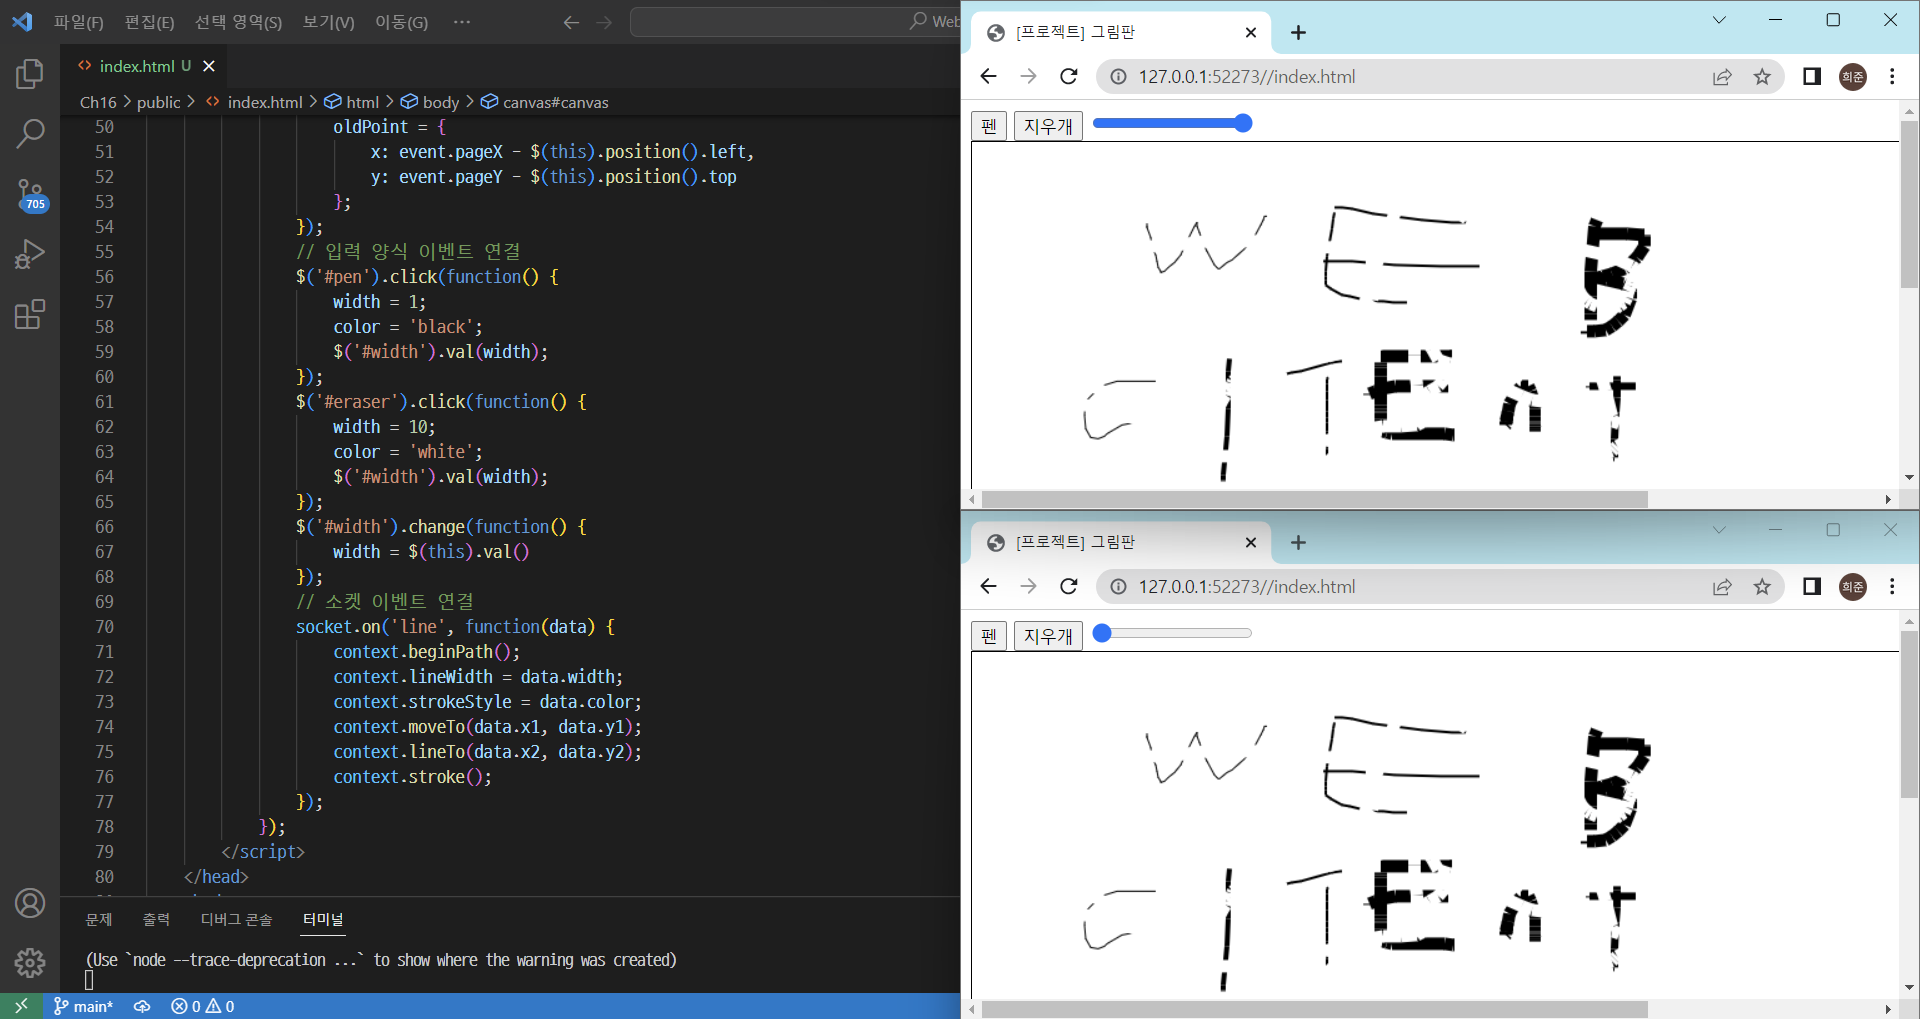 파일(F) 편집(E) 선택 영역(S) 보기(V) 이동(G) ··· Web
index.html U
Ch16 > public > index.html > html > body > canvas#canvas
50 oldPoint = {
51 x: event.pageX - $(this).position().left,
52 y: event.pageY - $(this).position().top
53 };
54 });
55 // 입력 양식 이벤트 연결
56 $('#pen').click(function() {
57 width = 1;
58 color = 'black';
59 $('#width').val(width);
60 });
61 $('#eraser').click(function() {
62 width = 10;
63 color = 'white';
64 $('#width').val(width);
65 });
66 $('#width').change(function() {
67 width = $(this).val()
68 });
69 // 소켓 이벤트 연결
70 socket.on('line', function(data) {
71 context.beginPath();
72 context.lineWidth = data.width;
73 context.strokeStyle = data.color;
74 context.moveTo(data.x1, data.y1);
75 context.lineTo(data.x2, data.y2);
76 context.stroke();
77 });
78 });
79 </script>
80 </head>
705
문제 출력 디버그 콘솔 터미널
(Use `node --trace-deprecation ...` to show where the warning was created)
main* 0 0
[프로젝트] 그림판
127.0.0.1:52273//index.html 희준
펜 지우개
W E B
C I T E n T
[프로젝트] 그림판
127.0.0.1:52273//index.html 희준
펜 지우개
W E B
C I T E n T